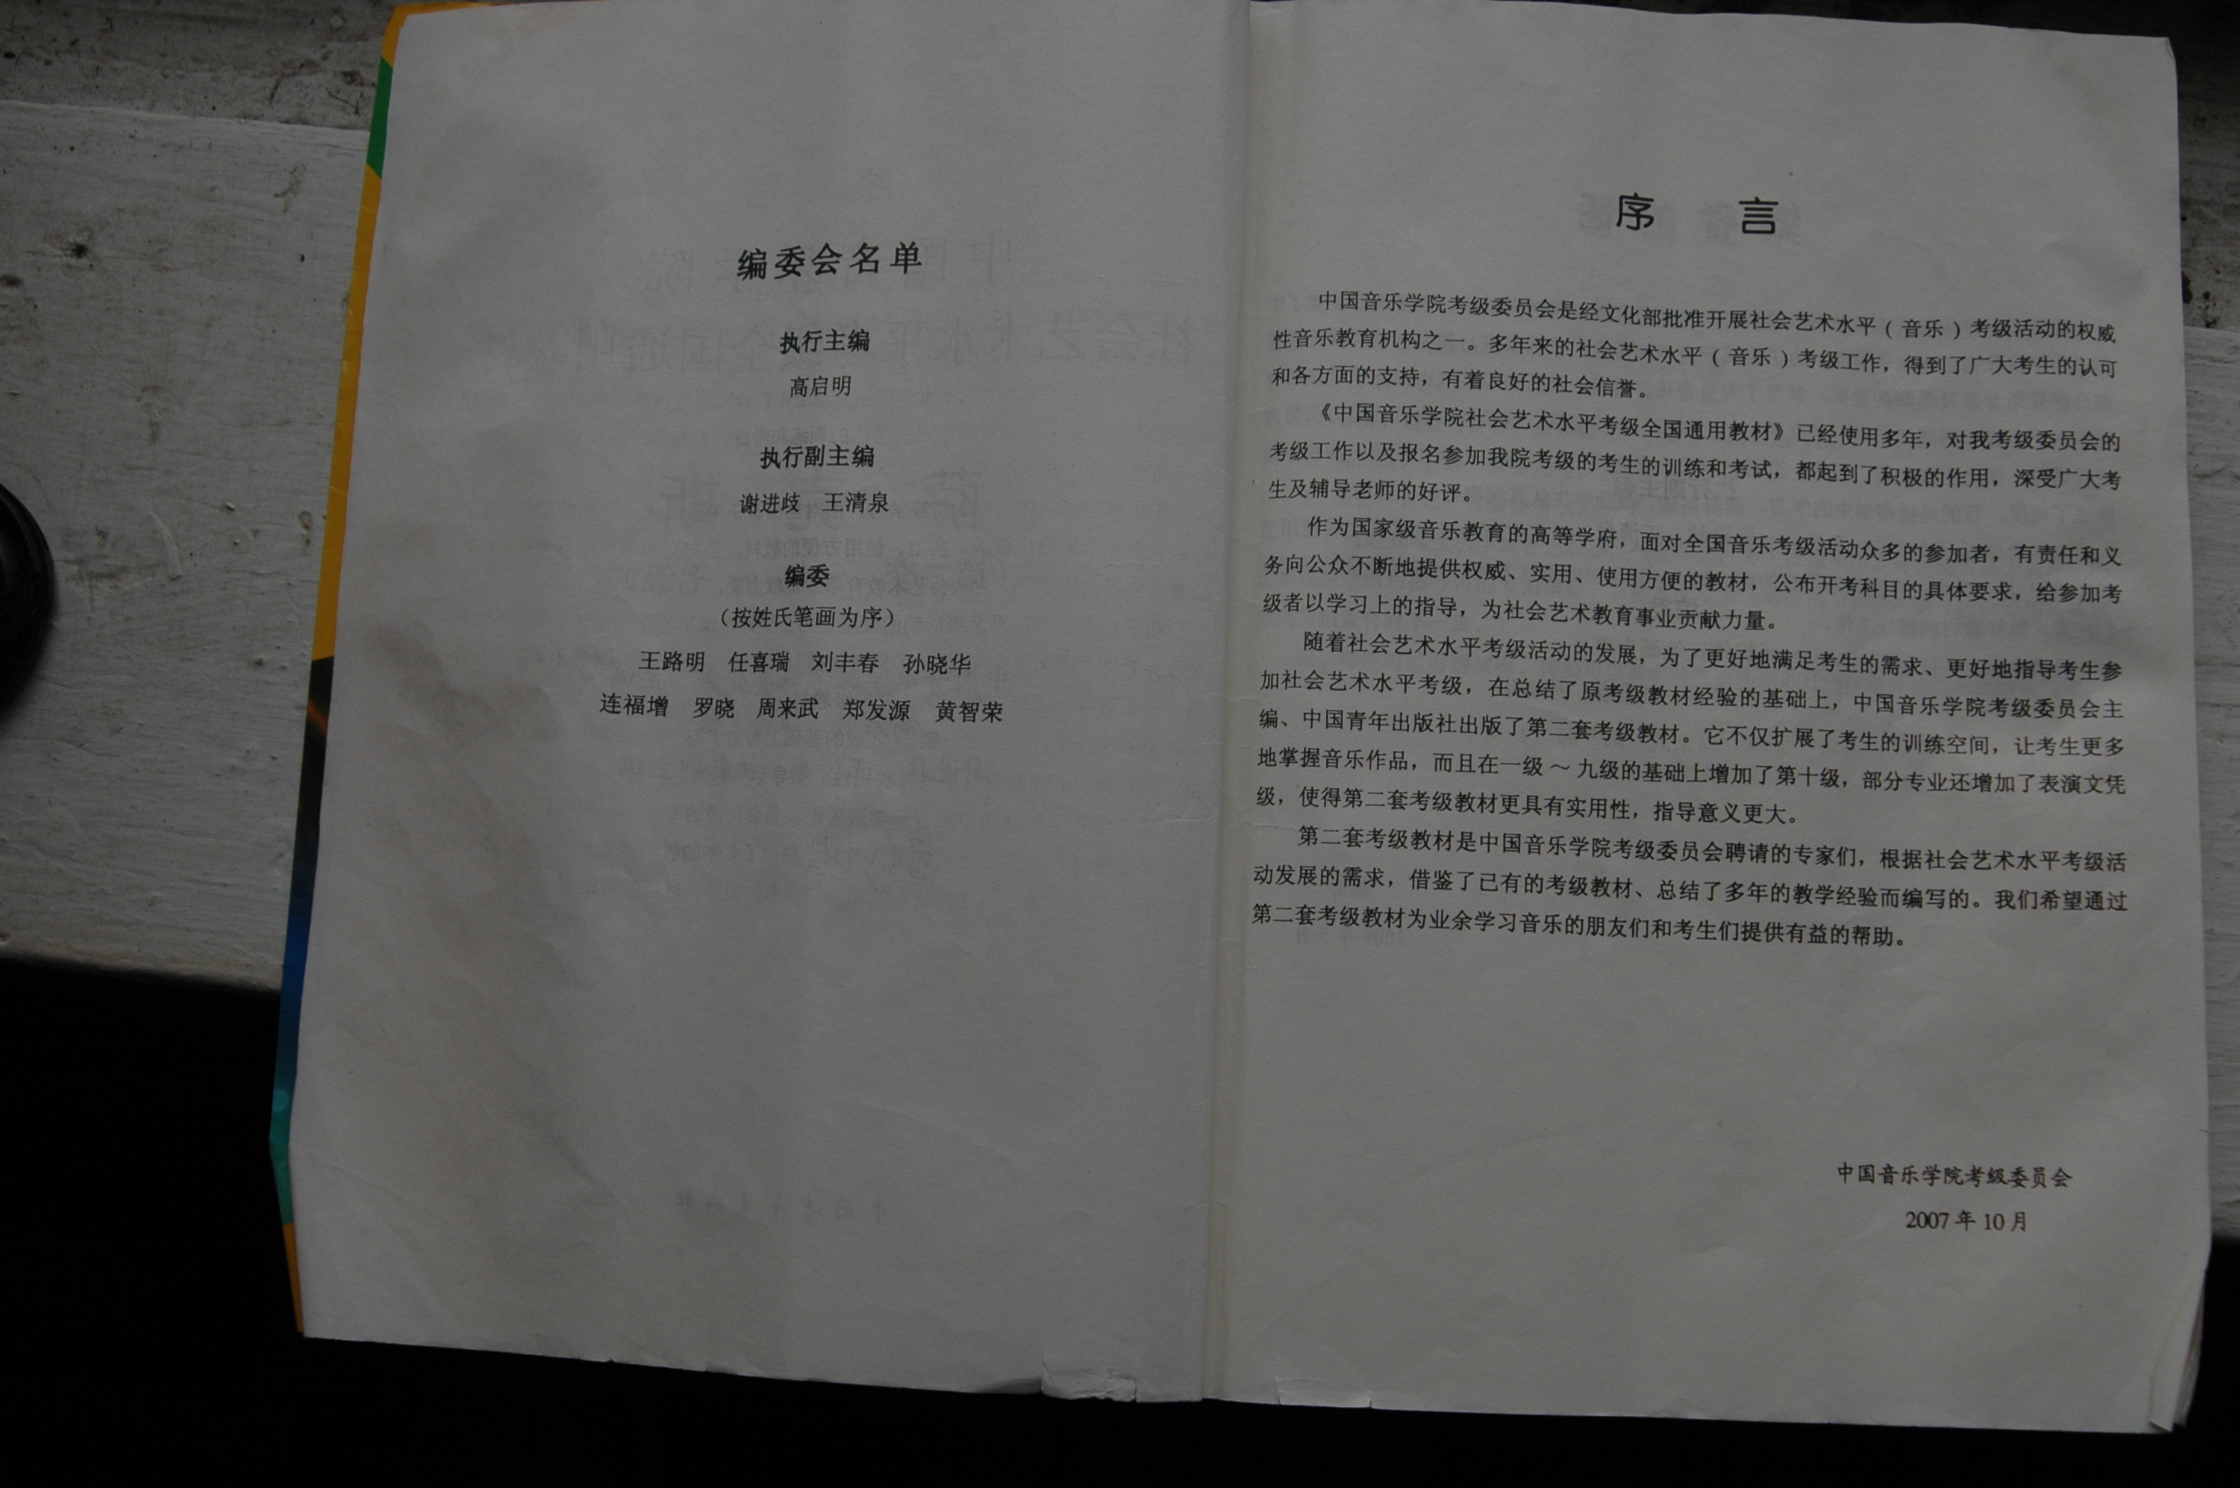 编委会名单
执行主编
高启明
执行副主编
谢进歧 王清泉
编委
（按姓氏笔画为序）
王路明 任喜瑞 刘丰春 孙晓华
连福增 罗晓 周来武 郑发源 黄智荣
序 言
中国音乐学院考级委员会是经文化部批准开展社会艺术水平（音乐）考级活动的权威
性音乐教育机构之一。多年来的社会艺术水平（音乐）考级工作，得到了广大考生的认可
和各方面的支持，有着良好的社会信誉。
《中国音乐学院社会艺术水平考级全国通用教材》已经使用多年，对我考级委员会的
考级工作以及报名参加我院考级的考生的训练和考试，都起到了积极的作用，深受广大考
生及辅导老师的好评。
作为国家级音乐教育的高等学府，面对全国音乐考级活动众多的参加者，有责任和义
务向公众不断地提供权威、实用、使用方便的教材，公布开考科目的具体要求，给参加考
级者以学习上的指导，为社会艺术教育事业贡献力量。
随着社会艺术水平考级活动的发展，为了更好地满足考生的需求、更好地指导考生参
加社会艺术水平考级，在总结了原考级教材经验的基础上，中国音乐学院考级委员会主
编、中国青年出版社出版了第二套考级教材。它不仅扩展了考生的训练空间，让考生更多
地掌握音乐作品，而且在一级～九级的基础上增加了第十级，部分专业还增加了表演文凭
级，使得第二套考级教材更具有实用性，指导意义更大。
第二套考级教材是中国音乐学院考级委员会聘请的专家们，根据社会艺术水平考级活
动发展的需求，借鉴了已有的考级教材、总结了多年的教学经验而编写的。我们希望通过
第二套考级教材为业余学习音乐的朋友们和考生们提供有益的帮助。
中国音乐学院考级委员会
2007 年 10 月